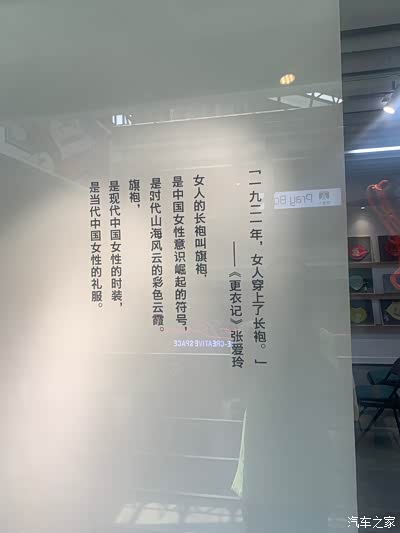 「一九二一年，女人穿上了长袍。」
——《更衣记》张爱玲
女人的长袍叫旗袍，
是中国女性意识崛起的符号，
是时代山海风云的彩色云霞。
旗袍，
是现代中国女性的时装，
是当代中国女性的礼服。
Pray Bo
E-CREATIVE SPACE
汽车之家